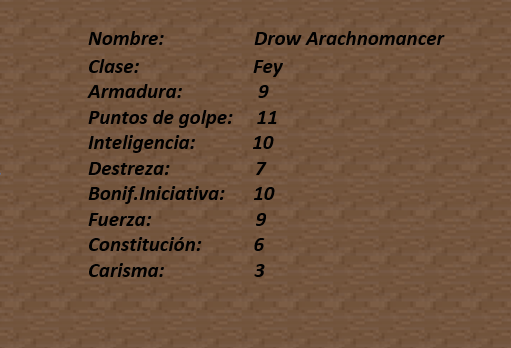 Nombre: Drow Arachnomancer
Clase: Fey
Armadura: 9
Puntos de golpe: 11
Inteligencia: 10
Destreza: 7
Bonif.Iniciativa: 10
Fuerza: 9
Constitución: 6
Carisma: 3